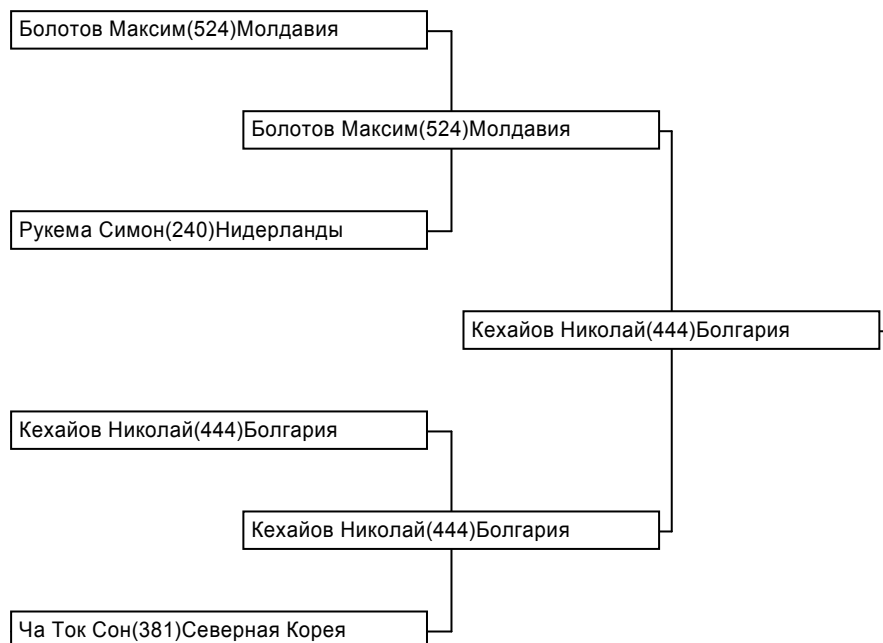 Болотов Максим(524)Молдавия
Болотов Максим(524)Молдавия
Рукема Симон(240)Нидерланды
Кехайов Николай(444)Болгария
Кехайов Николай(444)Болгария
Кехайов Николай(444)Болгария
Ча Ток Сон(381)Северная Корея